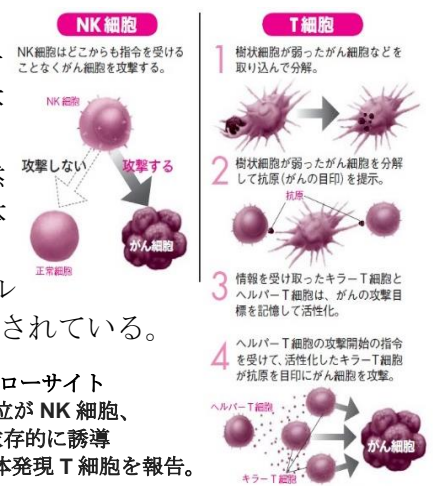 NK細胞
NK細胞はどこからも指令を受ける
ことなくがん細胞を攻撃する。
NK 細胞
攻撃しない
攻撃する
正常細胞
がん細胞
T細胞
1 樹状細胞が弱ったがん細胞などを
取り込んで分解。
2 樹状細胞が弱ったがん細胞を分解
して抗原(がんの目印)を提示。
抗原
3 情報を受け取ったキラーT細胞と
ヘルパーT細胞は、がんの攻撃目
標を記憶して活性化。
4 ヘルパーT細胞の攻撃開始の指令
を受けて、活性化したキラーT細胞
が抗原を目印にがん細胞を攻撃。
ヘルパーT細胞
キラーT細胞
がん細胞
ル
されている。
ローサイト
立が NK 細胞、
存的に誘導
体発現 T 細胞を報告。